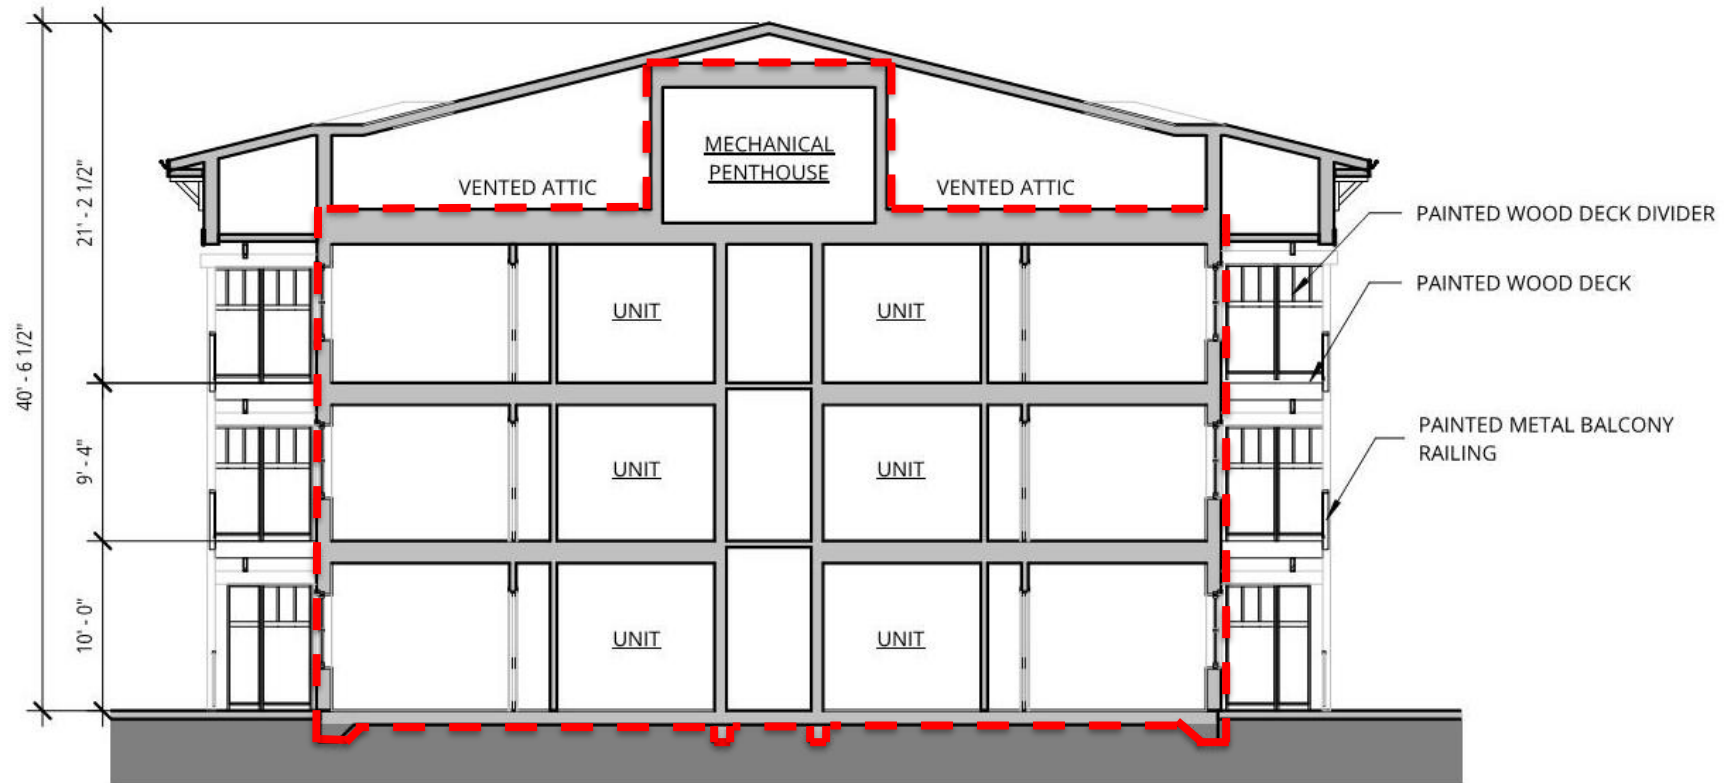 40' - 6 1/2"
21' - 2 1/2"
9' - 4"
10' - 0"
MECHANICAL
PENTHOUSE
VENTED ATTIC
VENTED ATTIC
UNIT
UNIT
UNIT
UNIT
UNIT
UNIT
PAINTED WOOD DECK DIVIDER
PAINTED WOOD DECK
PAINTED METAL BALCONY
RAILING